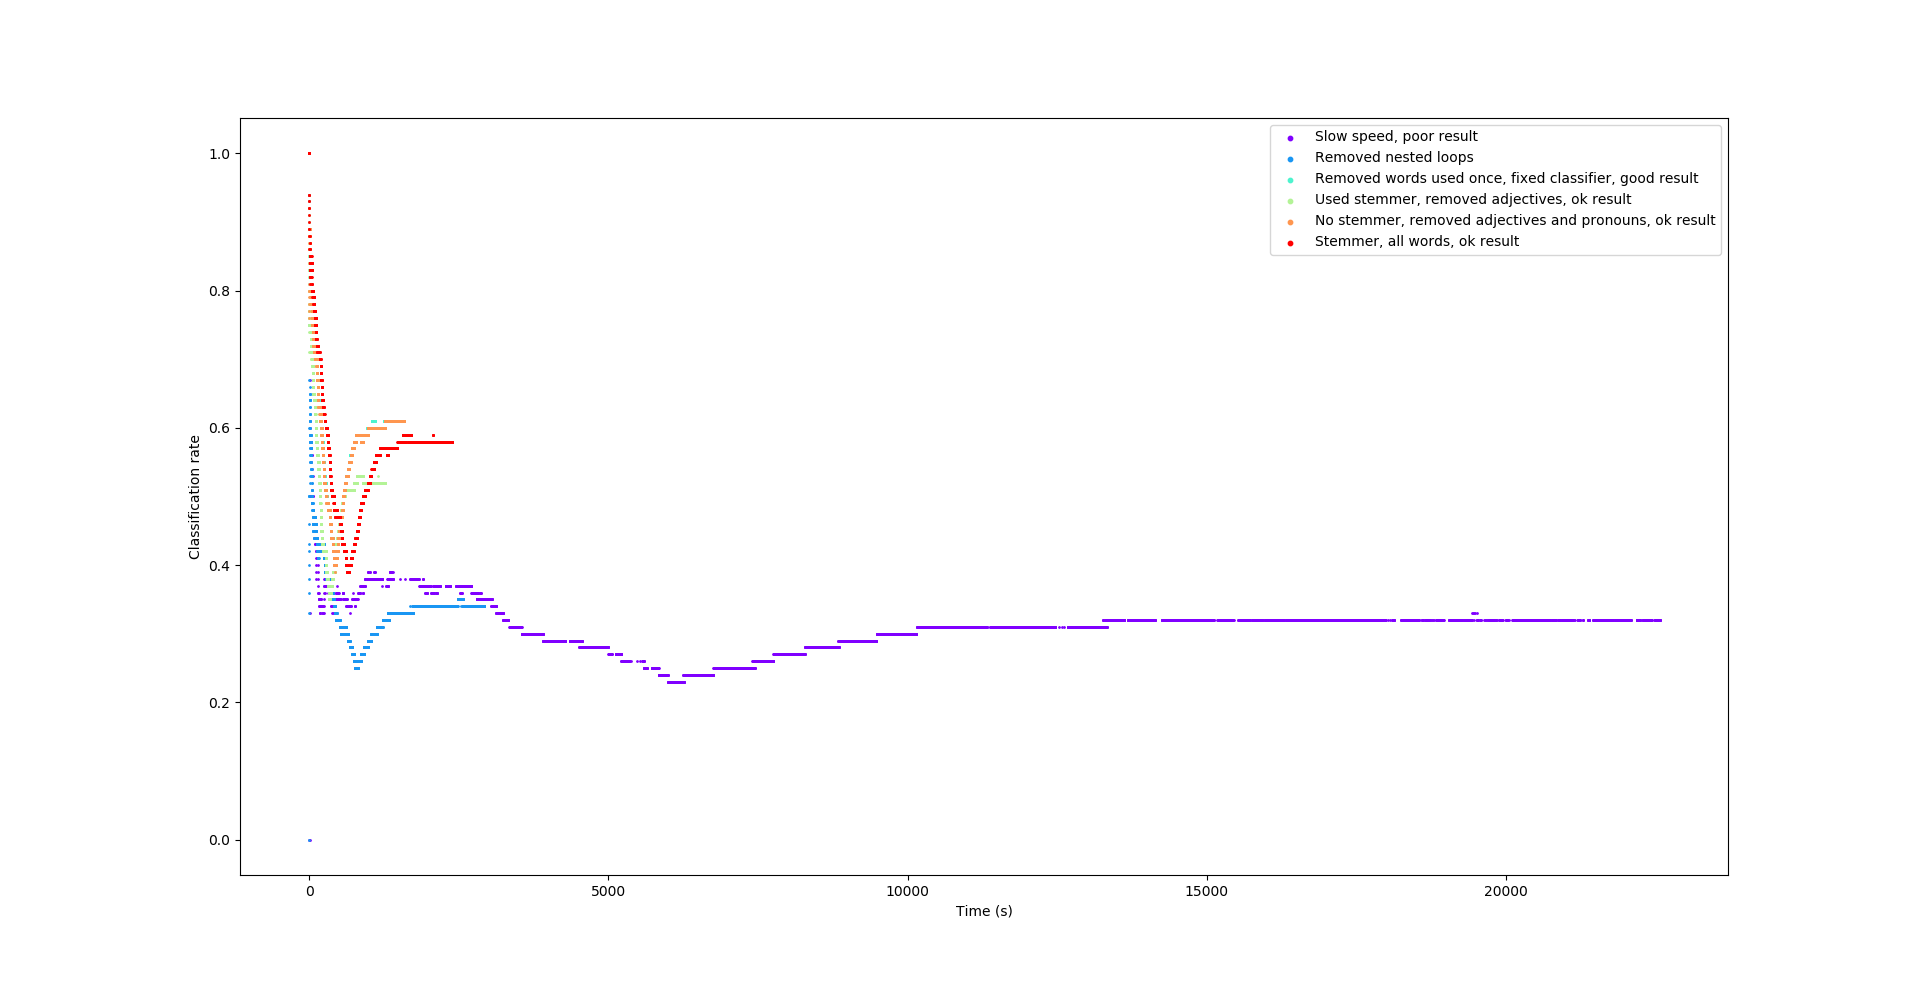 Slow speed, poor result
Removed nested loops
Removed words used once, fixed classifier, good result
Used stemmer, removed adjectives, ok result
No stemmer, removed adjectives and pronouns, ok result
Stemmer, all words, ok result
1.0
0.8
0.6
0.4
0.2
0.0
Classification rate
0 5000 10000 15000 20000
Time (s)